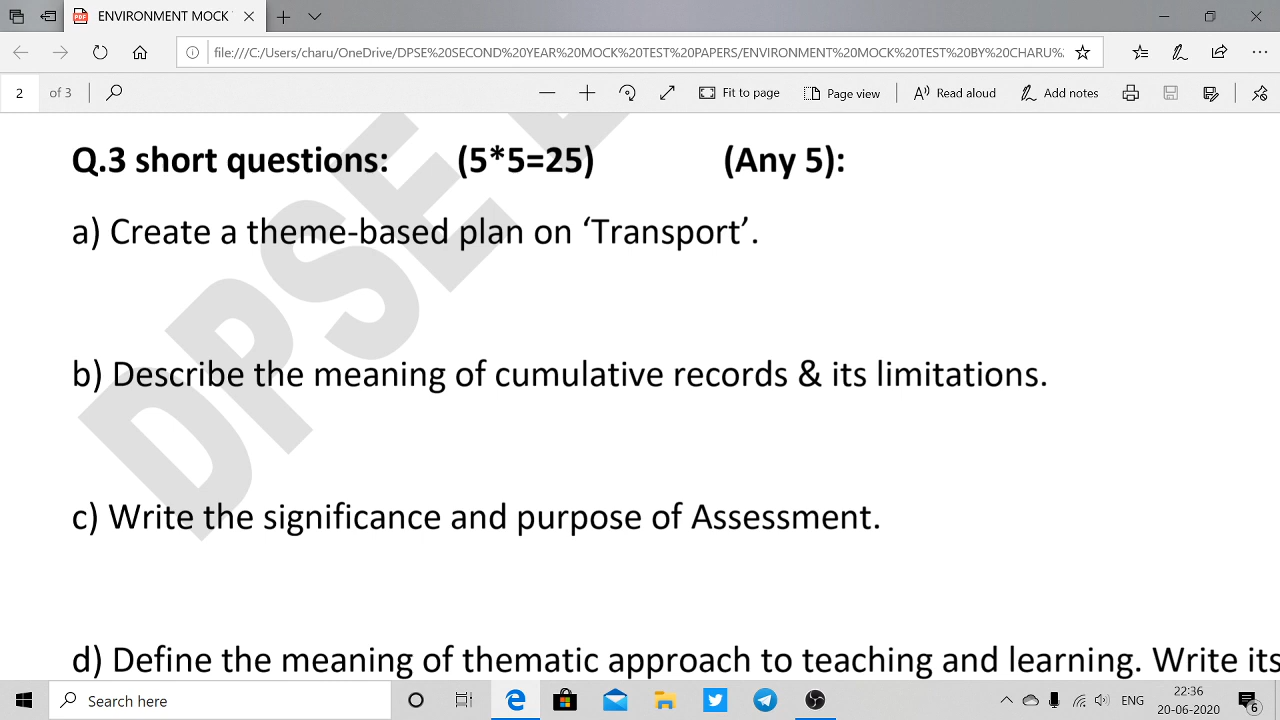 ENVIRONMENT MOCK
file:///C:/Users/charu/OneDrive/DPSE%20SECOND%20YEAR%20MOCK%20TEST%20PAPERS/ENVIRONMENT%20MOCK%20TEST%20BY%20CHARU%
2 of 3 Fit to page Page view Read aloud Add notes
Q.3 short questions: (5*5=25) (Any 5):
a) Create a theme-based plan on ‘Transport’.
b) Describe the meaning of cumulative records & its limitations.
c) Write the significance and purpose of Assessment.
d) Define the meaning of thematic approach to teaching and learning. Write its
DPSE
Search here
ENG
22:36
20-06-2020
6